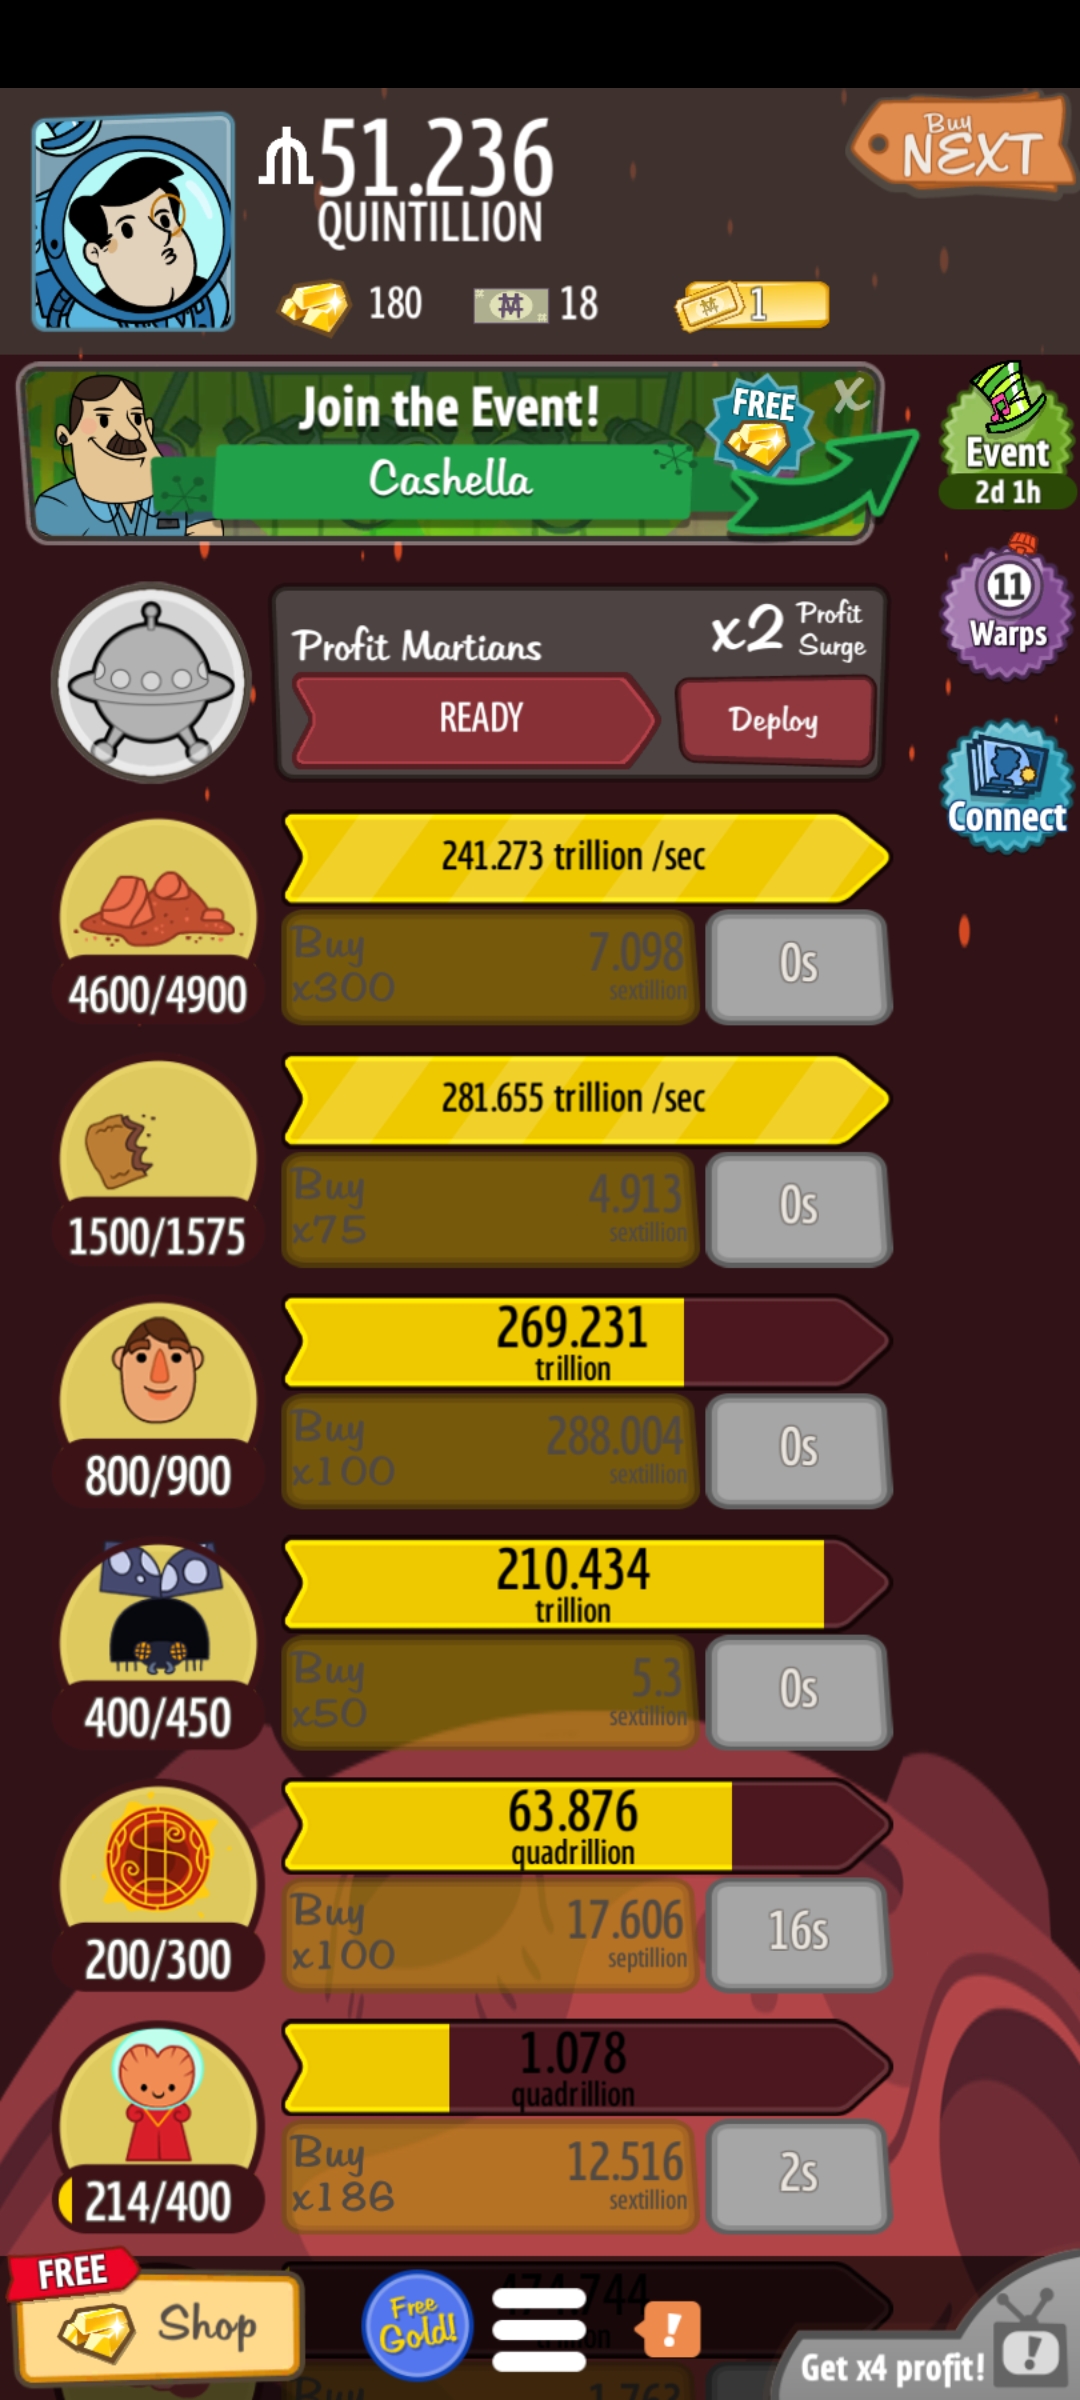 51.236
QUINTILLION
Buy
NEXT
180
18
1
Join the Event!
Cashella
FREE
X
Event
2d 1h
11
Warps
Connect
Profit Martians
x2 Profit
Surge
READY
Deploy
241.273 trillion /sec
Buy
x300
7.098
sextillion
0s
4600/4900
281.655 trillion /sec
Buy
x75
4.913
sextillion
0s
1500/1575
269.231
trillion
Buy
x100
288.004
sextillion
0s
800/900
210.434
trillion
Buy
x50
5.3
sextillion
0s
400/450
63.876
quadrillion
Buy
x100
17.606
septillion
16s
200/300
1.078
quadrillion
Buy
x186
12.516
sextillion
2s
214/400
FREE
Shop
Free
Gold!
!
Get x4 profit!
!
Buy
1.763